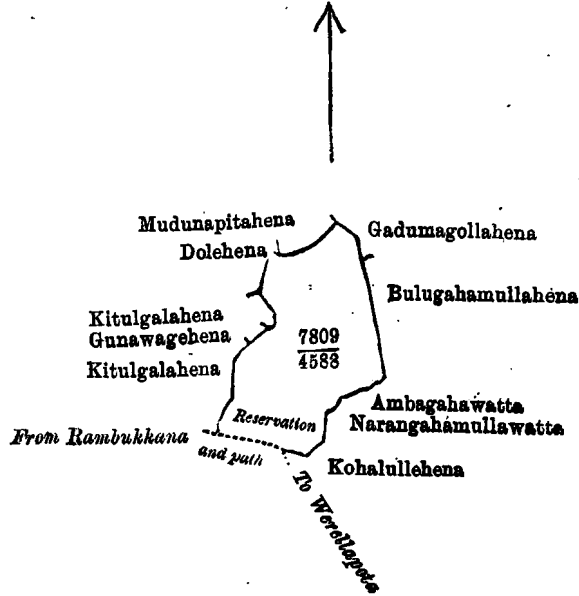 Mudunapitahena
Gadumagollahena
Dolehena
Bulugahamullahena
Kitulgalahena
Gunawagehena
7809
4588
Kitulgalahena
Ambagahawatta
Reservation
Narangahamullawatta
From Rambukkana
and path
Kohalullehena
To Werellapota